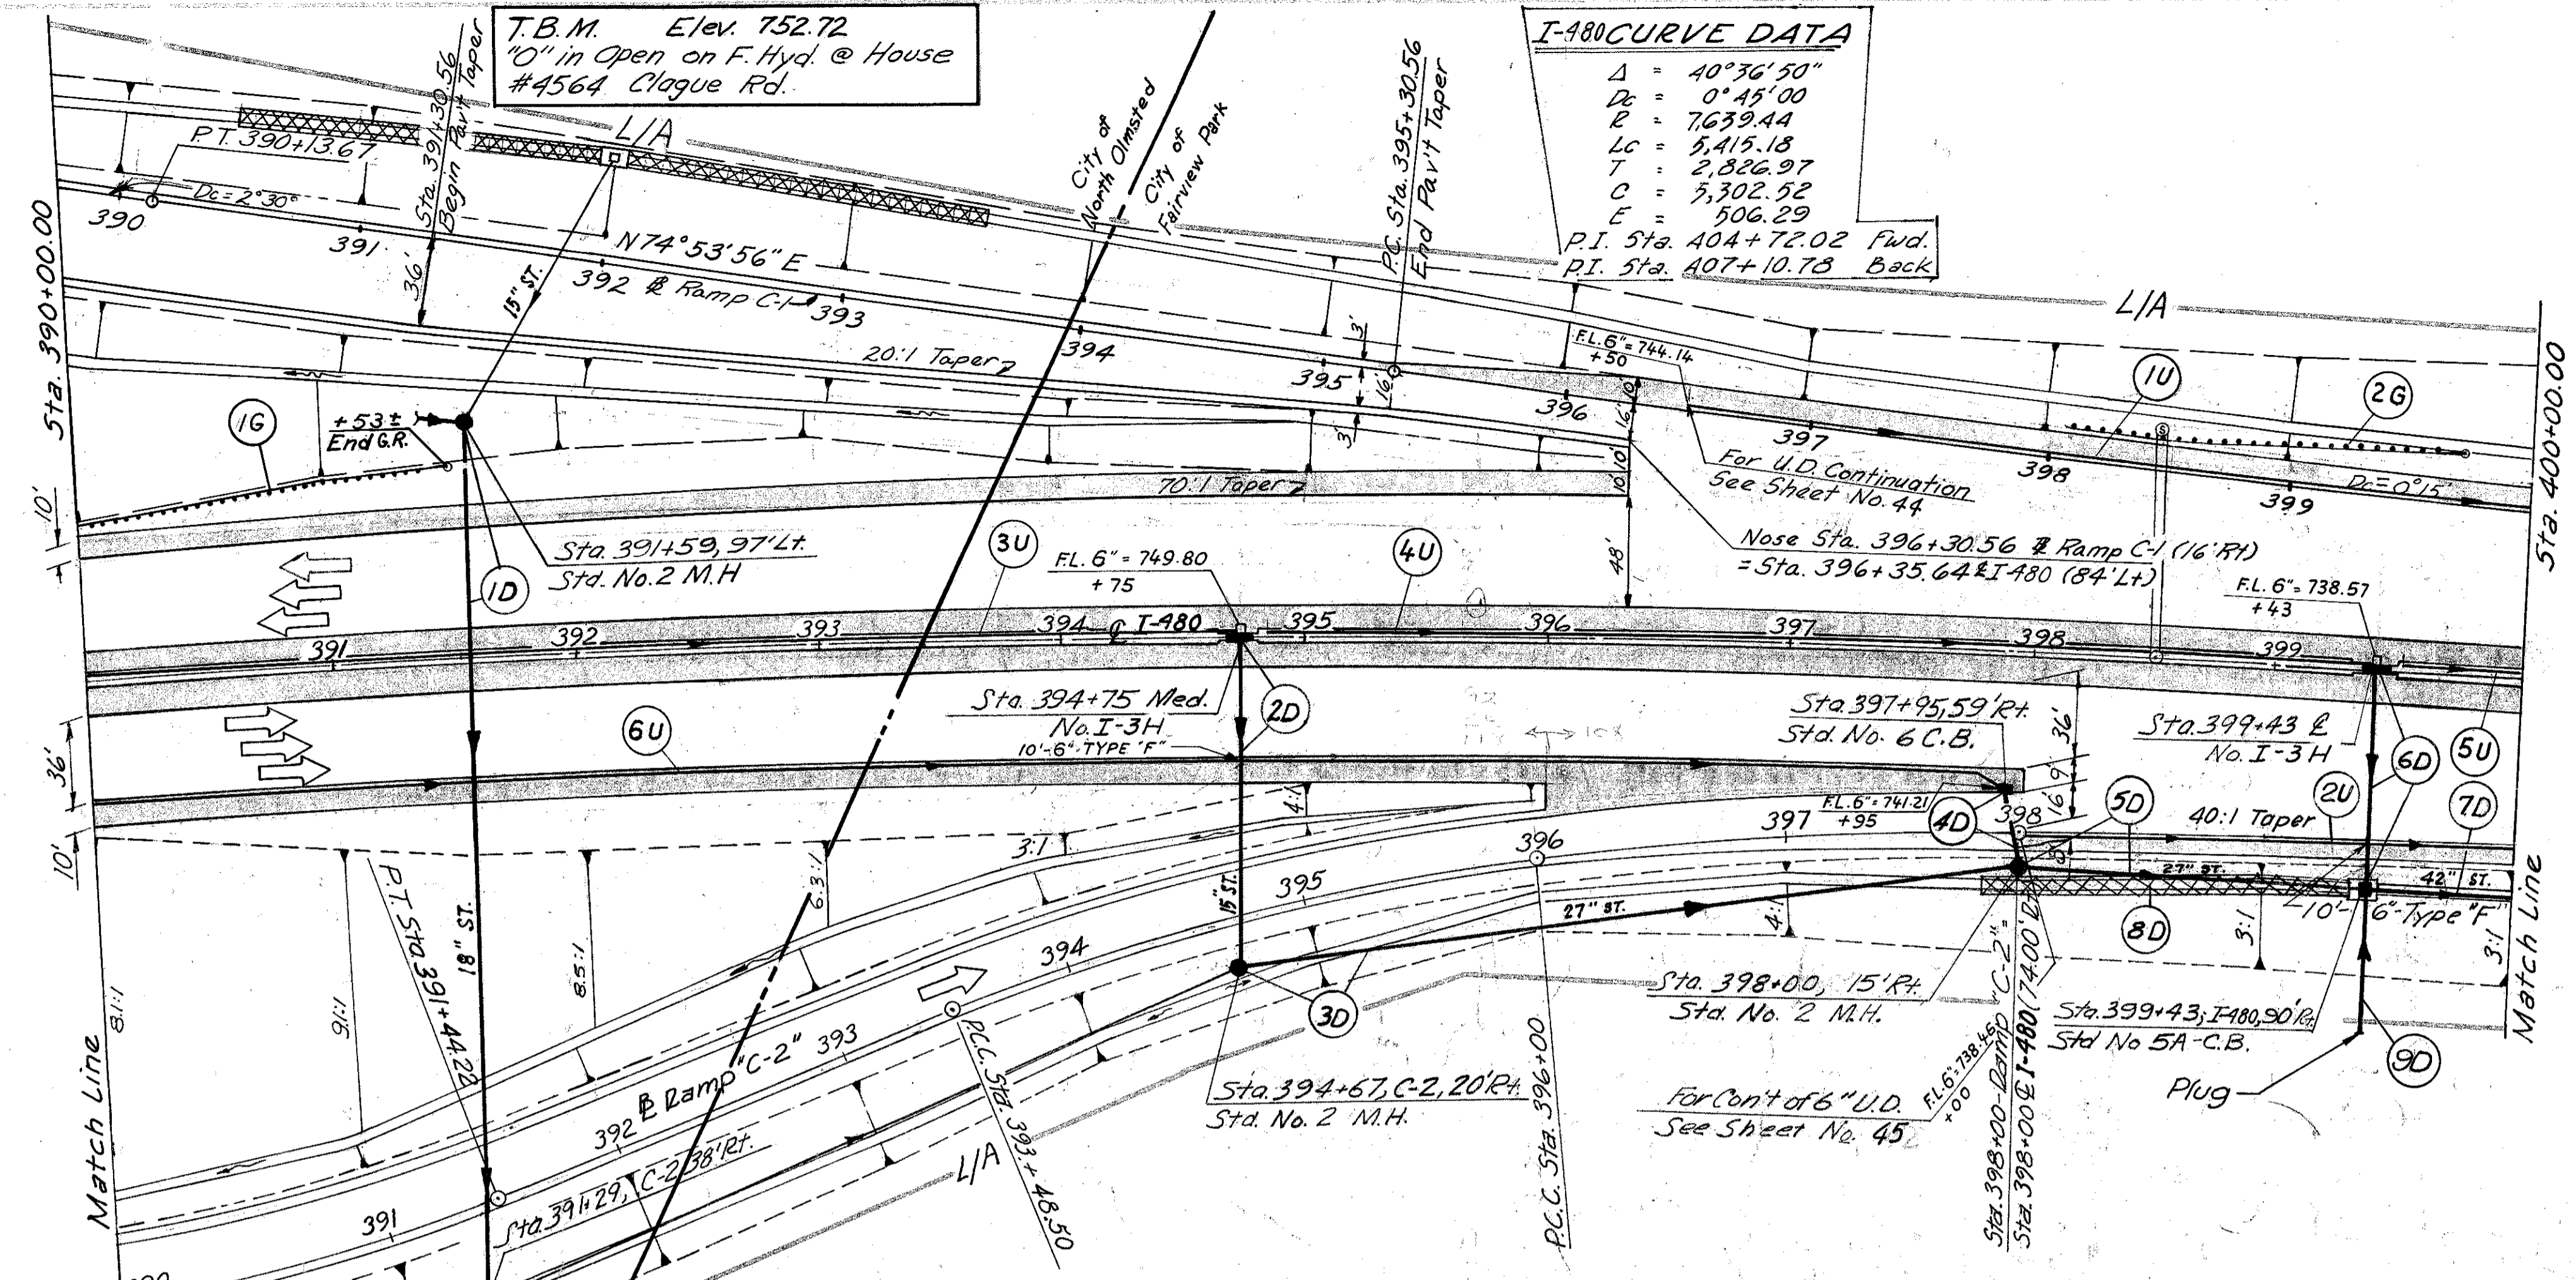 T.B.M. Elev. 752.72
"O" in Open on F. Hyd. @ House
#4564 Clague Rd.
I-480 CURVE DATA
Δ = 40°36'50"
Dc = 0°45'00
R = 7,639.44
Lc = 5,415.18
T = 2,826.97
C = 5,302.52
E = 506.29
P.I. Sta. 404+72.02 Fwd.
P.I. Sta. 407+10.78 Back
Sta. 390+00.00
Sta. 391+30.56
Begin Pav't Taper
P.T. 390+13.67
Dc=2°30'
L/A
City of
North Olmsted
City of
Fairview Park
P.C. Sta. 395+30.56
End Pav't Taper
L/A
Sta. 400+00.00
390
391
392
393
394
395
396
397
398
399
N74°53'56"E
℄ Ramp C-1
36'
15" ST.
20:1 Taper
3'
16'
3'
F.L. 6"=744.14
+50
16'
10'
10'
10'
1U
2G
1G
+53±
End G.R.
70:1 Taper
For U.D. Continuation
See Sheet No. 44
Dc=0°15'
10'
Sta. 391+59, 97' Lt.
Std. No. 2 M.H
1D
3U
F.L. 6" = 749.80
+75
4U
48'
Nose Sta. 396+30.56 ℄ Ramp C-1 (16' Rt)
= Sta. 396+35.64 ℄ I-480 (84' Lt)
F.L. 6"= 738.57
+43
391
392
393
394
℄ I-480
395
396
397
398
399
Sta. 394+75 Med.
No. I-3H
10'-6" TYPE "F"
2D
Sta. 397+95, 59' Rt.
Std. No. 6 C.B.
36'
9'
16'
Sta. 399+43 ℄
No. I-3H
6D
5U
6U
36'
10'
4:1
F.L. 6"=741.21
+95
4D
398
5D
2U
7D
40:1 Taper
397
396
3:1
6.3:1
395
15" ST.
27" ST.
4:1
27" ST.
42" ST.
10'-6"-Type "F"
8D
3:1
3:1
Match Line
P.T. Sta. 391+44.22
18" ST.
8.5:1
9:1
8.1:1
394
3D
Sta. 398+00, 15' Rt.
Std. No. 2 M.H.
Sta. 399+43, I-480, 90' Rt.
Std No 5A-C.B.
9D
Plug
Match Line
℄ Ramp "C-2"
393
392
391
P.C.C. Sta. 393+48.50
Sta. 391+29, C-2 38' Rt.
L/A
Sta. 394+67, C-2, 20' Rt.
Std. No. 2 M.H.
P.C.C. Sta. 396+00
For Con't of 6" U.D.
See Sheet No. 45
F.L. 6"=738.46
+00
Sta. 398+00-Ramp "C-2"=
Sta. 398+00 ℄ I-480 (74.00' Rt